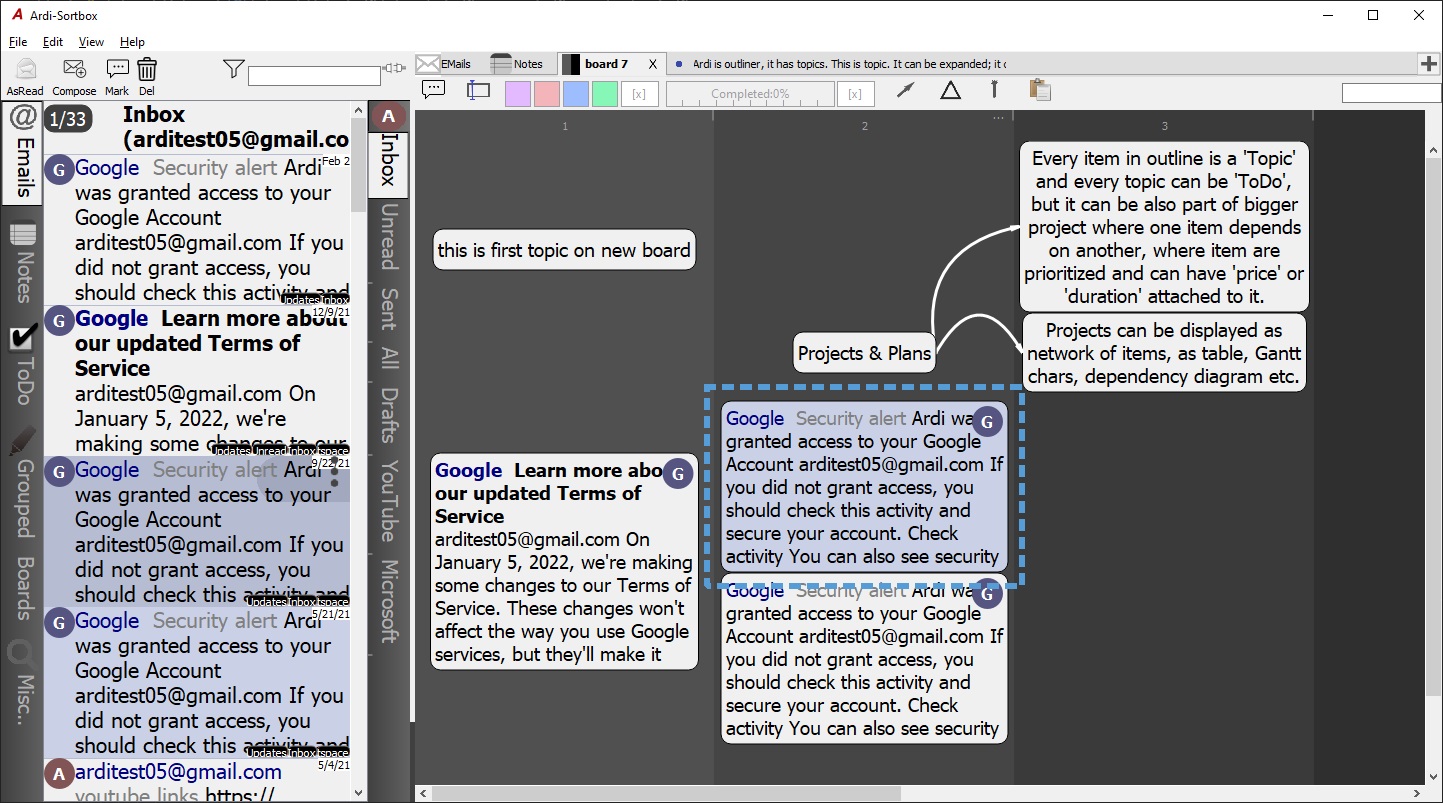 Ardi-Sortbox
File Edit View Help
AsRead Compose Mark Del
EMails Notes board 7 X Ardi is outliner, it has topics. This is topic. It can be expanded; it c
[x] Completed:0% [x]
@ Emails
Notes
ToDo
Grouped
Boards
Misc..
1/33 Inbox
(arditest05@gmail.co
G Google Security alert Ardi Feb 2
was granted access to your
Google Account
arditest05@gmail.com If you
did not grant access, you
should check this activity and
Updates Inbox
G Google Learn more about 12/9/21
our updated Terms of
Service
arditest05@gmail.com On
January 5, 2022, we're
making some changes to our
Updates Unread Inbox tspace
G Google Security alert Ardi 9/22/21
was granted access to your
Google Account
arditest05@gmail.com If you
did not grant access, you
should check this activity and
Updates Inbox tspace
G Google Security alert Ardi 5/21/21
was granted access to your
Google Account
arditest05@gmail.com If you
did not grant access, you
should check this activity and
Updates Inbox tspace
A arditest05@gmail.com 5/4/21
youtube links https://
A
Inbox
Unread
Sent
All
Drafts
YouTube
Microsoft
1 2 ... 3
this is first topic on new board
Every item in outline is a 'Topic'
and every topic can be 'ToDo',
but it can be also part of bigger
project where one item depends
on another, where item are
prioritized and can have 'price' or
'duration' attached to it.
Projects & Plans
Projects can be displayed as
network of items, as table, Gantt
chars, dependency diagram etc.
Google Learn more abo G
our updated Terms of
Service
arditest05@gmail.com On
January 5, 2022, we're making
some changes to our Terms of
Service. These changes won't
affect the way you use Google
services, but they'll make it
Google Security alert Ardi wa G
granted access to your Google
Account arditest05@gmail.com If
you did not grant access, you
should check this activity and
secure your account. Check
activity You can also see security
Google Security alert Ardi wa G
granted access to your Google
Account arditest05@gmail.com If
you did not grant access, you
should check this activity and
secure your account. Check
activity You can also see security